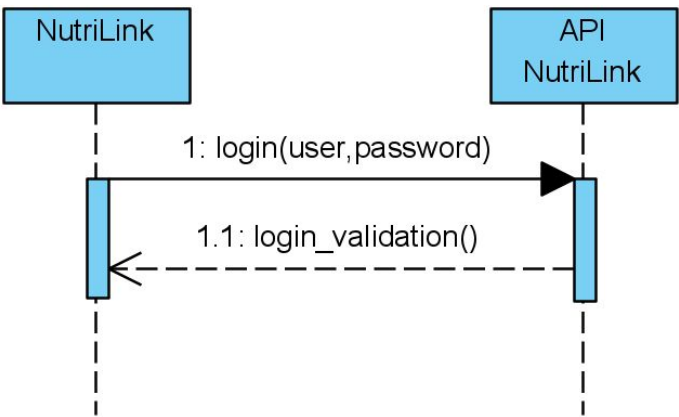 NutriLink
API
NutriLink
1: login(user,password)
1.1: login_validation()